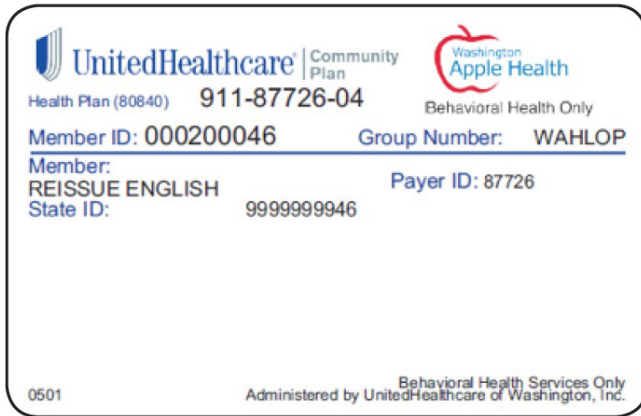 UnitedHealthcare® Community Plan
Washington Apple Health
Health Plan (80840) 911-87726-04
Behavioral Health Only
Member ID: 000200046 Group Number: WAHLOP
Member:
REISSUE ENGLISH Payer ID: 87726
State ID: 9999999946
Behavioral Health Services Only
0501 Administered by UnitedHealthcare of Washington, Inc.